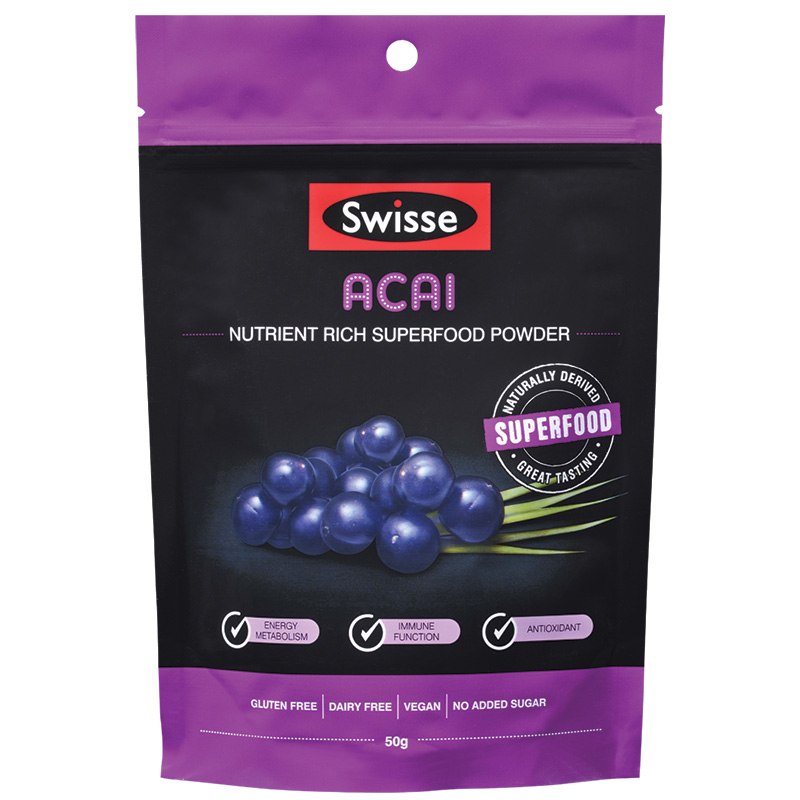 Swisse
ACAI
NUTRIENT RICH SUPERFOOD POWDER
NATURALLY DERIVED
SUPERFOOD
GREAT TASTING
ENERGY
METABOLISM
IMMUNE
FUNCTION
ANTIOXIDANT
GLUTEN FREE | DAIRY FREE | VEGAN | NO ADDED SUGAR
50g